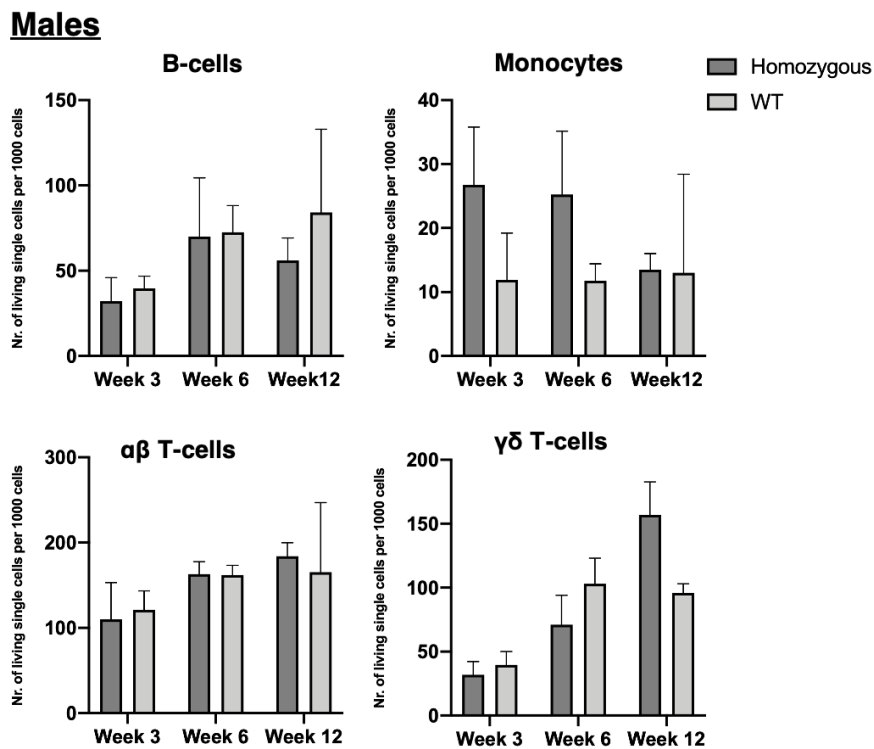 Males
B-cells
Nr. of living single cells per 1000 cells
150
100
50
0
Week 3 Week 6 Week12
Monocytes
Nr. of living single cells per 1000 cells
40
30
20
10
0
Week 3 Week 6 Week12
Homozygous
WT
αβ T-cells
Nr. of living single cells per 1000 cells
300
200
100
0
Week 3 Week 6 Week 12
γδ T-cells
Nr. of living single cells per 1000 cells
200
150
100
50
0
Week 3 Week 6 Week 12